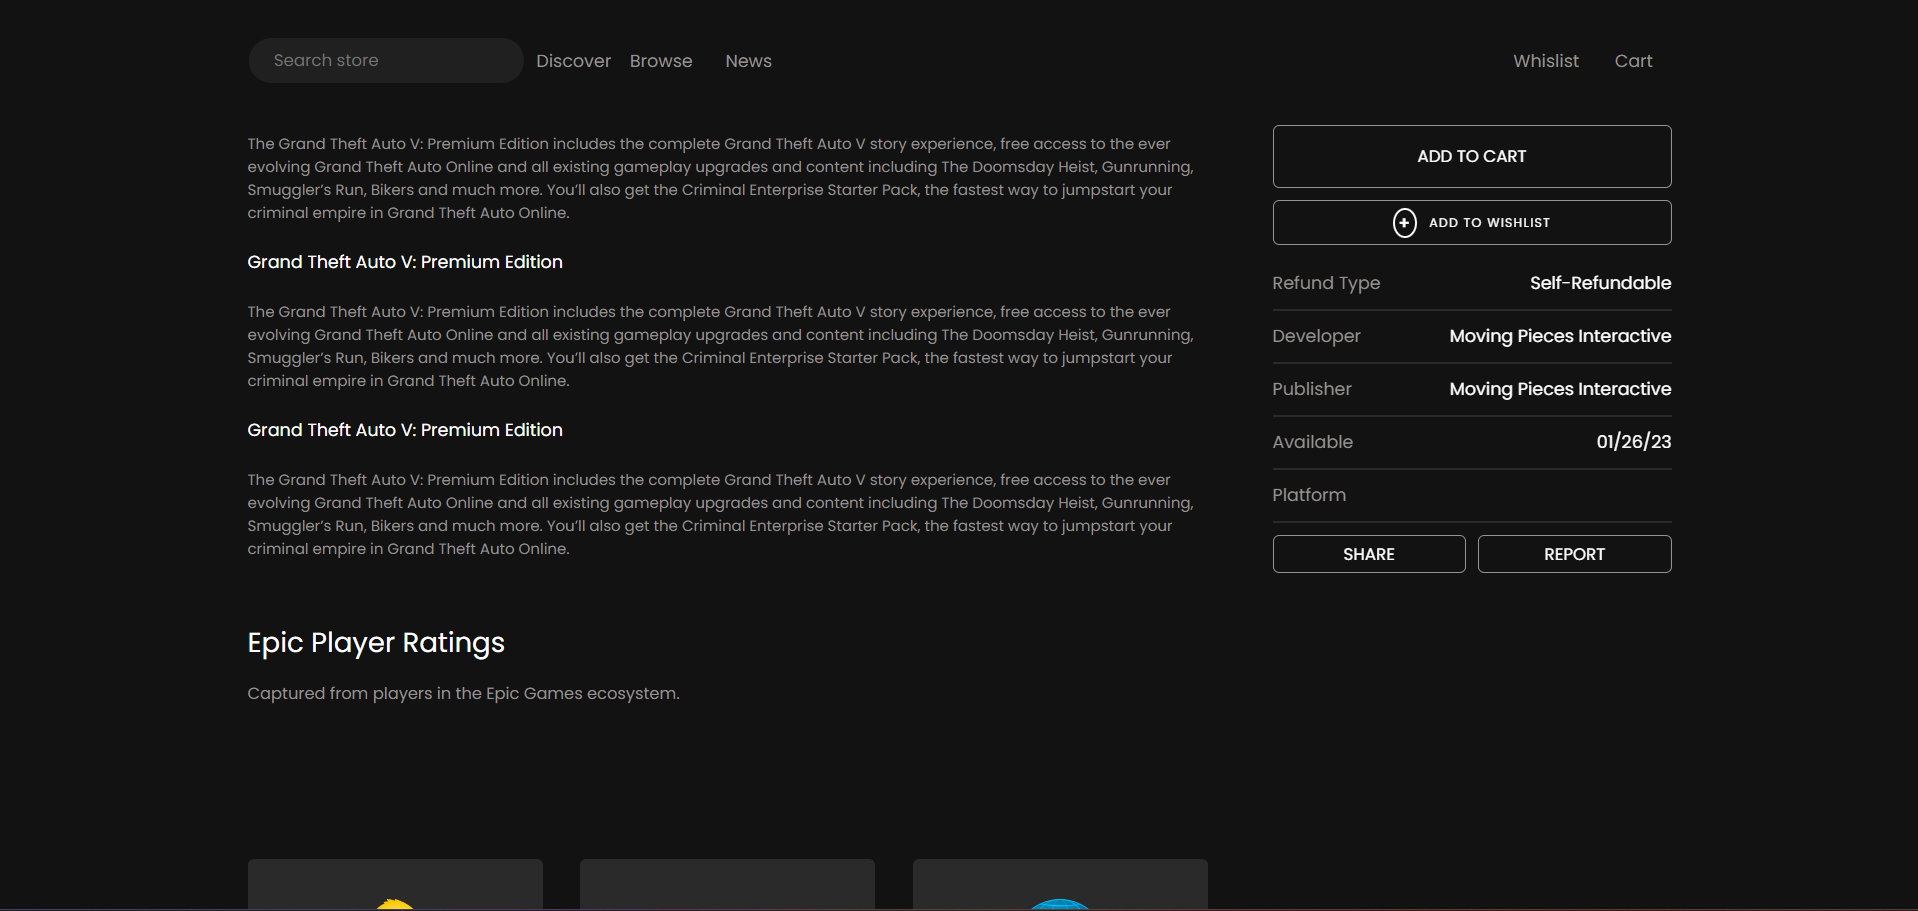 Search store
Discover
Browse
News
Whislist
Cart
The Grand Theft Auto V: Premium Edition includes the complete Grand Theft Auto V story experience, free access to the ever
evolving Grand Theft Auto Online and all existing gameplay upgrades and content including The Doomsday Heist, Gunrunning,
Smuggler’s Run, Bikers and much more. You’ll also get the Criminal Enterprise Starter Pack, the fastest way to jumpstart your
criminal empire in Grand Theft Auto Online.
Grand Theft Auto V: Premium Edition
The Grand Theft Auto V: Premium Edition includes the complete Grand Theft Auto V story experience, free access to the ever
evolving Grand Theft Auto Online and all existing gameplay upgrades and content including The Doomsday Heist, Gunrunning,
Smuggler’s Run, Bikers and much more. You’ll also get the Criminal Enterprise Starter Pack, the fastest way to jumpstart your
criminal empire in Grand Theft Auto Online.
Grand Theft Auto V: Premium Edition
The Grand Theft Auto V: Premium Edition includes the complete Grand Theft Auto V story experience, free access to the ever
evolving Grand Theft Auto Online and all existing gameplay upgrades and content including The Doomsday Heist, Gunrunning,
Smuggler’s Run, Bikers and much more. You’ll also get the Criminal Enterprise Starter Pack, the fastest way to jumpstart your
criminal empire in Grand Theft Auto Online.
ADD TO CART
ADD TO WISHLIST
Refund Type Self-Refundable
Developer Moving Pieces Interactive
Publisher Moving Pieces Interactive
Available 01/26/23
Platform
SHARE
REPORT
Epic Player Ratings
Captured from players in the Epic Games ecosystem.